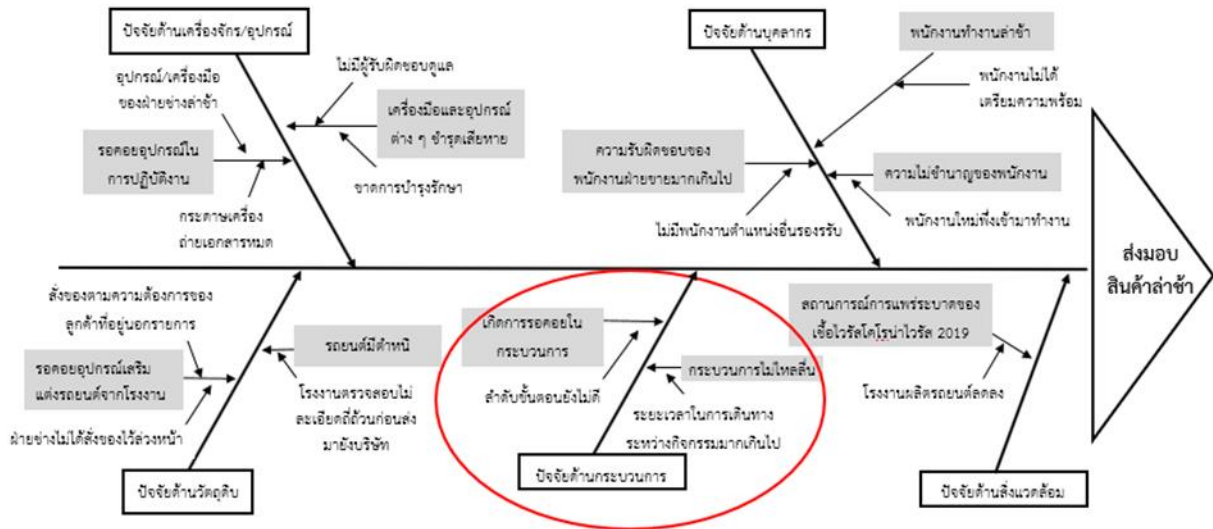 ปัจจัยด้านเครื่องจักร/อุปกรณ์
ไม่มีผู้รับผิดชอบดูแล
อุปกรณ์/เครื่องมือ
ของฝ่ายช่างล่าช้า
เครื่องมือและอุปกรณ์
ต่าง ๆ ชำรุดเสียหาย
รอคอยอุปกรณ์ใน
การปฏิบัติงาน
ขาดการบำรุงรักษา
กระดาษเครื่อง
ถ่ายเอกสารหมด
ปัจจัยด้านบุคลากร
พนักงานทำงานล่าช้า
พนักงานไม่ได้
เตรียมความพร้อม
ความรับผิดชอบของ
พนักงานฝ่ายขายมากเกินไป
ความไม่ชำนาญของพนักงาน
ไม่มีพนักงานตำแหน่งอื่นรองรับ
พนักงานใหม่พึ่งเข้ามาทำงาน
ส่งมอบ
สินค้าล่าช้า
สั่งของตามความต้องการของ
ลูกค้าที่อยู่นอกรายการ
รถยนต์มีตำหนิ
รอคอยอุปกรณ์เสริม
แต่งรถยนต์จากโรงงาน
โรงงานตรวจสอบไม่
ละเอียดถี่ถ้วนก่อนส่ง
มายังบริษัท
ฝ่ายช่างไม่ได้สั่งของไว้ล่วงหน้า
ปัจจัยด้านวัตถุดิบ
เกิดการรอคอยใน
กระบวนการ
กระบวนการไม่ไหลลื่น
ลำดับขั้นตอนยังไม่ดี
ระยะเวลาในการเดินทาง
ระหว่างกิจกรรมมากเกินไป
ปัจจัยด้านกระบวนการ
สถานการณ์การแพร่ระบาดของ
เชื้อไวรัสโคโรน่าไวรัส 2019
โรงงานผลิตรถยนต์ลดลง
ปัจจัยด้านสิ่งแวดล้อม